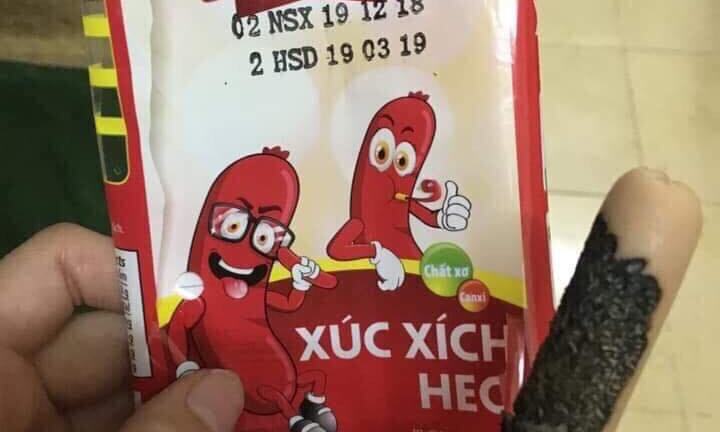 02 NSX 19 12 18
2 HSD 19 03 19
Chất xơ
Canxi
XÚC XÍCH
HEO